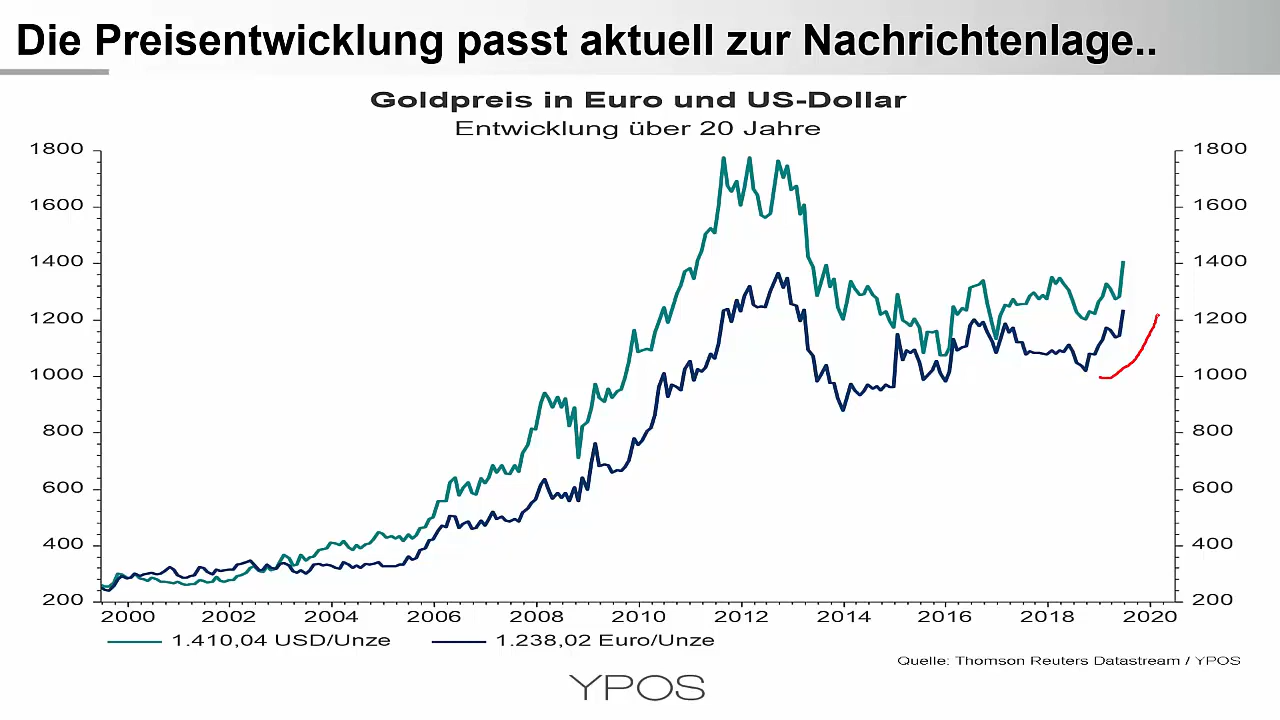 Die Preisentwicklung passt aktuell zur Nachrichtenlage..
Goldpreis in Euro und US-Dollar
Entwicklung über 20 Jahre
1800 1800
1600 1600
1400 1400
1200 1200
1000 1000
800 800
600 600
400 400
200 200
2000 2002 2004 2006 2008 2010 2012 2014 2016 2018 2020
1.410,04 USD/Unze 1.238,02 Euro/Unze
Quelle: Thomson Reuters Datastream / YPOS
YPOS